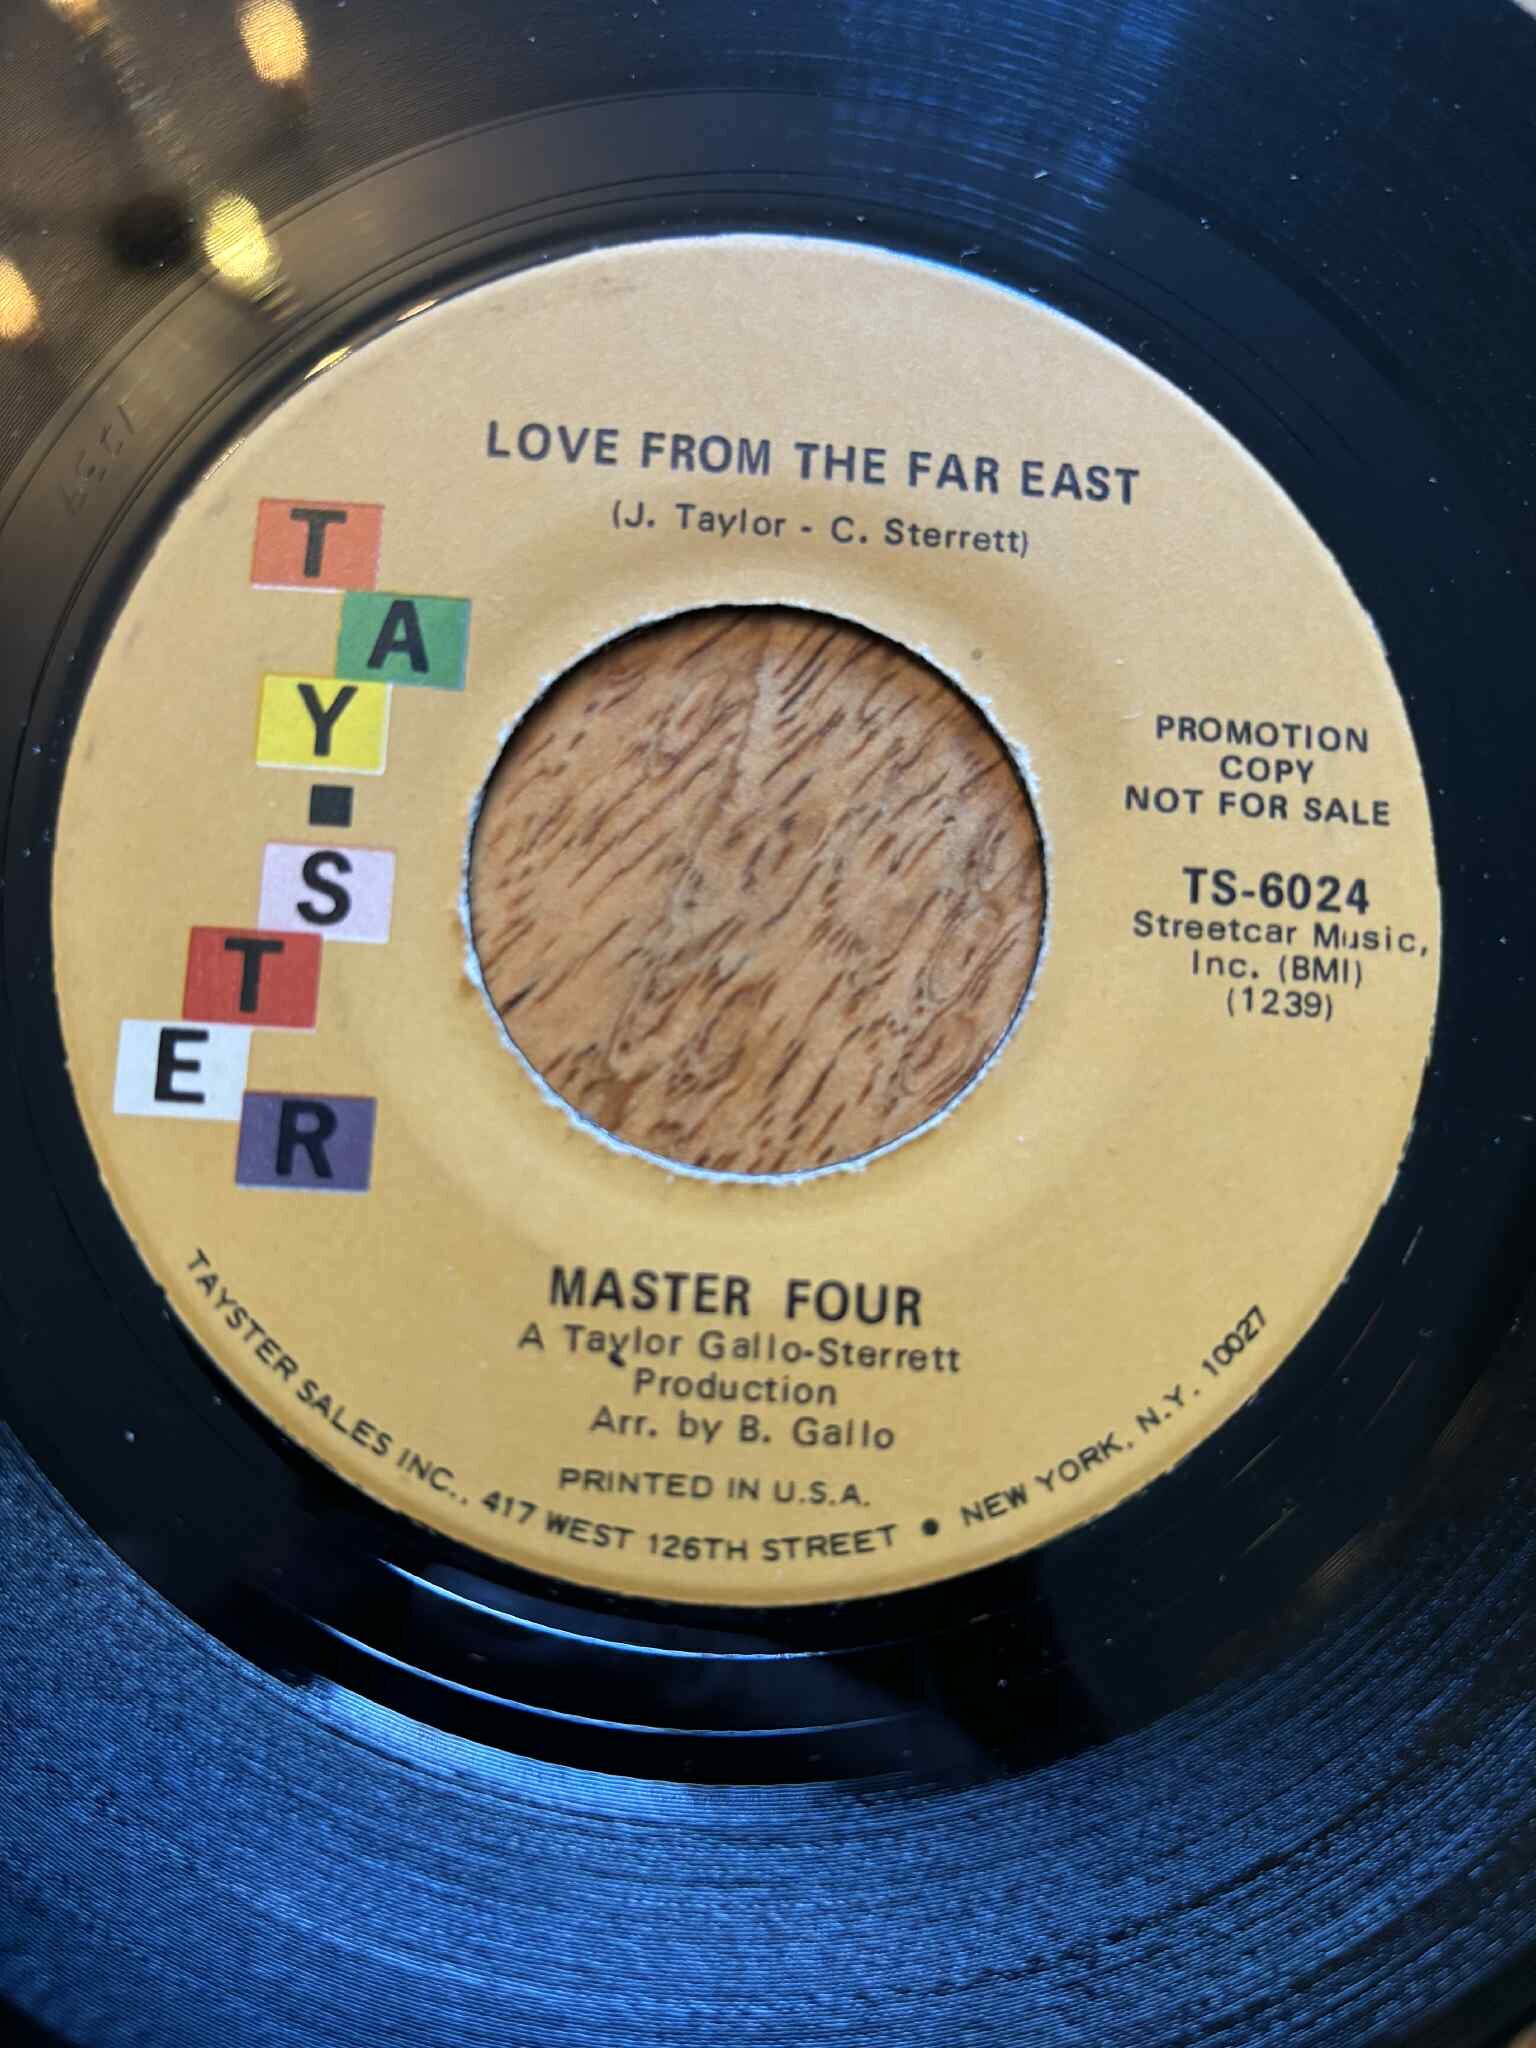 LOVE FROM THE FAR EAST
(J. Taylor - C. Sterrett)
TAY·STER
PROMOTION
COPY
NOT FOR SALE
TS-6024
Streetcar Music,
Inc. (BMI)
(1239)
MASTER FOUR
A Taylor Gallo-Sterrett
Production
Arr. by B. Gallo
PRINTED IN U.S.A.
TAYSTER SALES INC., 417 WEST 126TH STREET • NEW YORK, N.Y. 10027